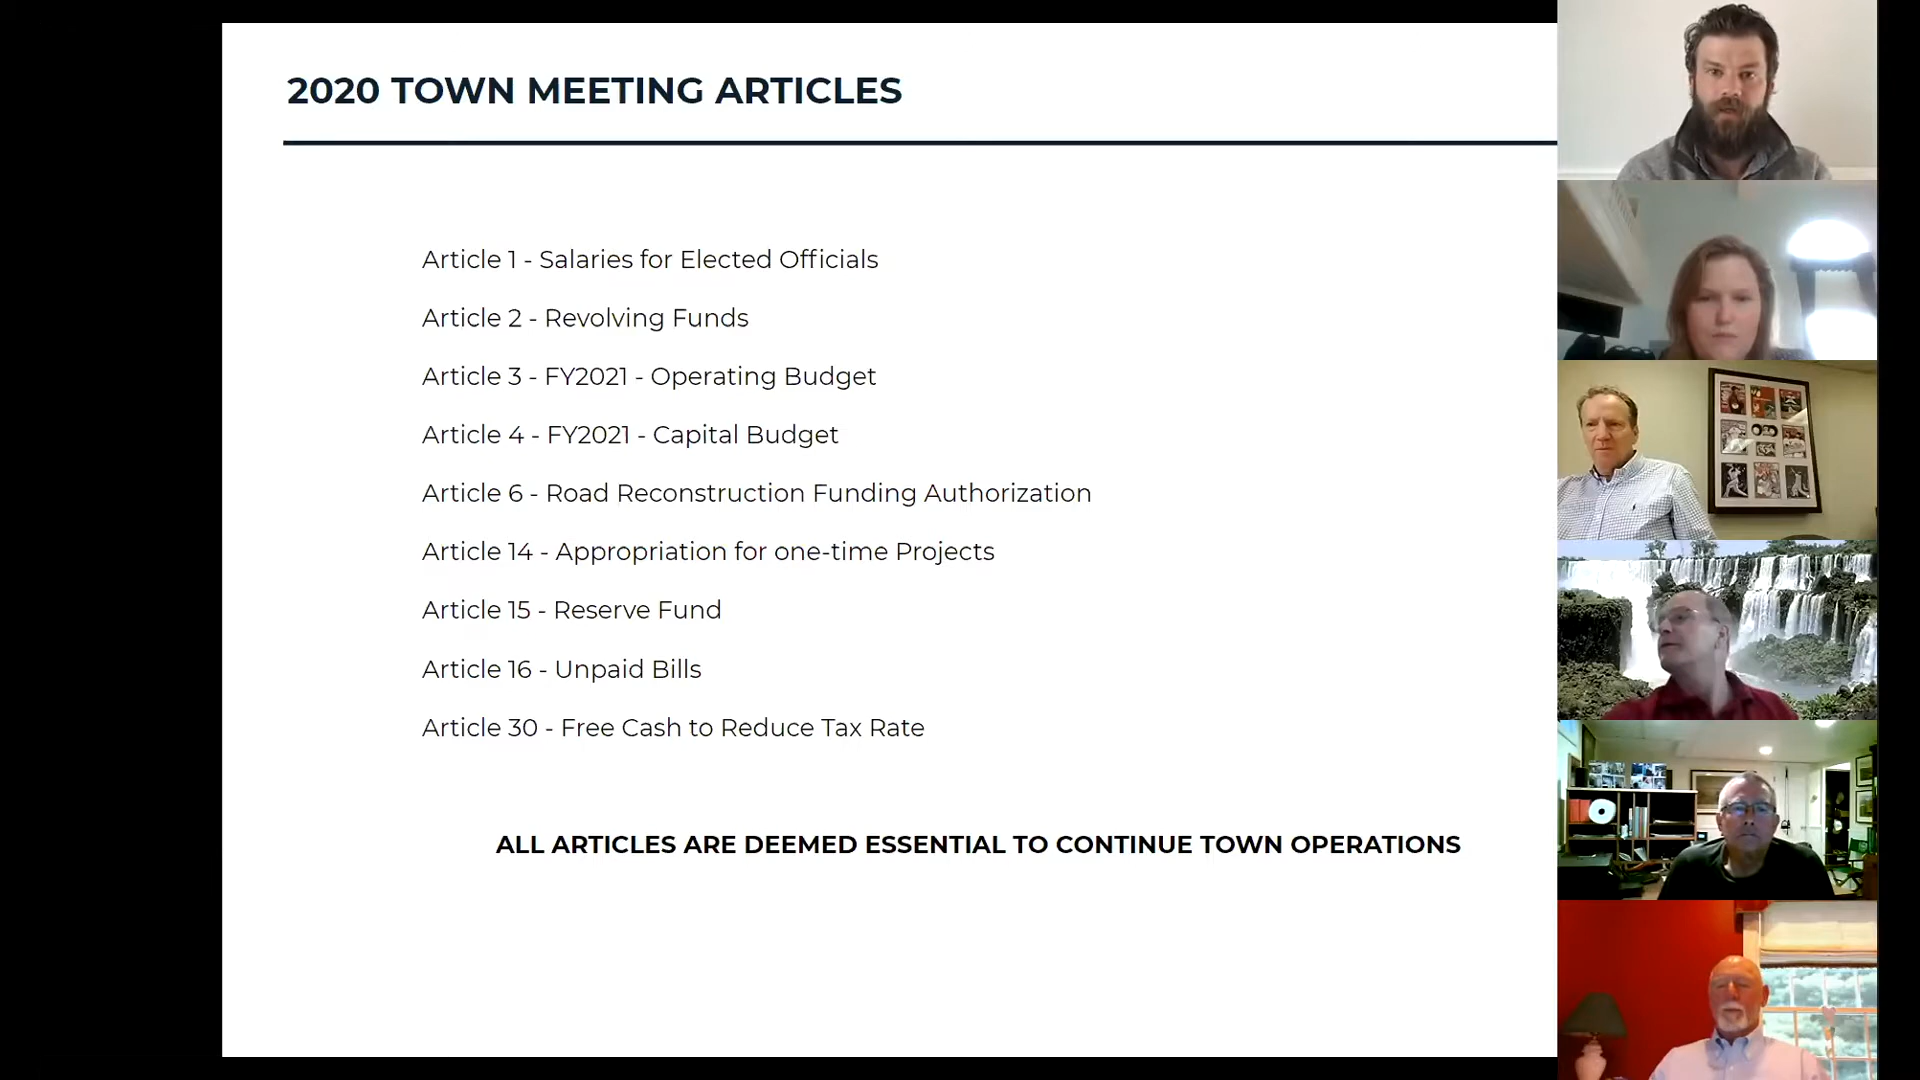 2020 TOWN MEETING ARTICLES
Article 1 - Salaries for Elected Officials
Article 2 - Revolving Funds
Article 3 - FY2021 - Operating Budget
Article 4 - FY2021 - Capital Budget
Article 6 - Road Reconstruction Funding Authorization
Article 14 - Appropriation for one-time Projects
Article 15 - Reserve Fund
Article 16 - Unpaid Bills
Article 30 - Free Cash to Reduce Tax Rate
ALL ARTICLES ARE DEEMED ESSENTIAL TO CONTINUE TOWN OPERATIONS